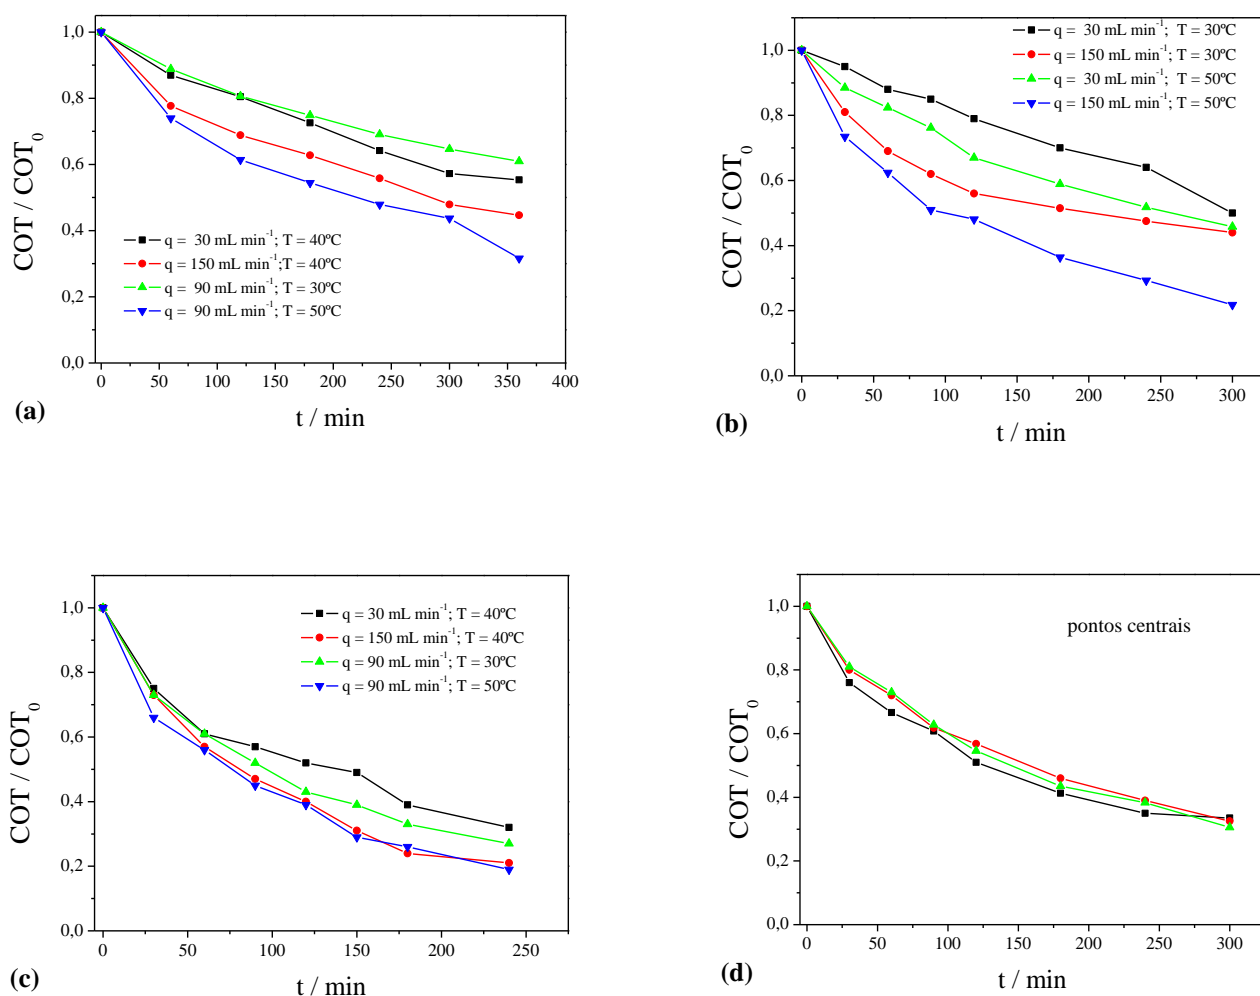 1,0
0,8
0,6
0,4
0,2
0,0
COT / COT0
q = 30 mL min-1; T = 40ºC
q = 150 mL min-1;T = 40ºC
q = 90 mL min-1; T = 30ºC
q = 90 mL min-1; T = 50ºC
0 50 100 150 200 250 300 350 400
(a)
t / min
q = 30 mL min-1; T = 30ºC
q = 150 mL min-1; T = 30ºC
q = 30 mL min-1; T = 50ºC
q = 150 mL min-1; T = 50ºC
1,0
0,8
0,6
0,4
0,2
0,0
COT / COT0
0 50 100 150 200 250 300
(b)
t / min
1,0
0,8
0,6
0,4
0,2
0,0
COT / COT0
q = 30 mL min-1; T = 40ºC
q = 150 mL min-1; T = 40ºC
q = 90 mL min-1; T = 30ºC
q = 90 mL min-1; T = 50ºC
0 50 100 150 200 250
(c)
t / min
1,0
0,8
0,6
0,4
0,2
0,0
COT / COT0
pontos centrais
0 50 100 150 200 250 300
(d)
t / min